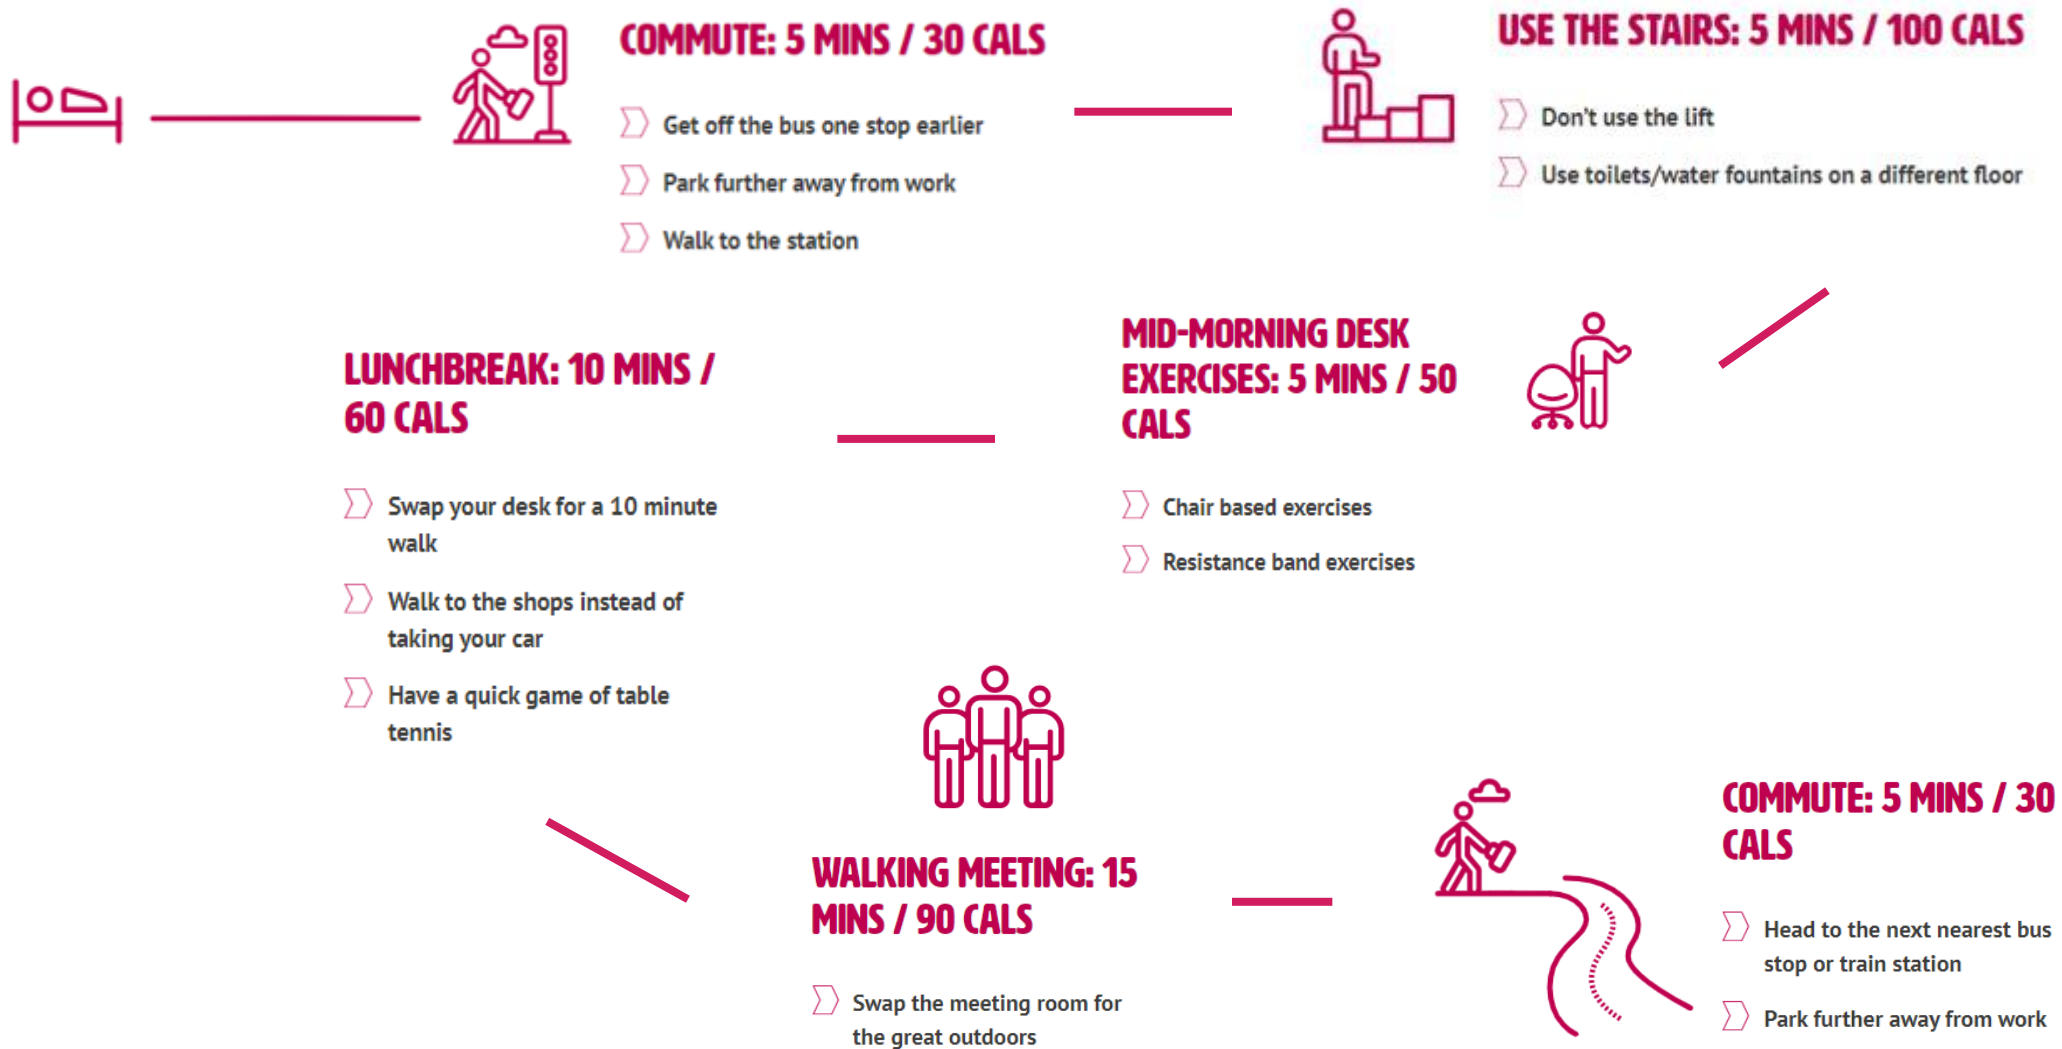 COMMUTE: 5 MINS / 30 CALS
Get off the bus one stop earlier
Park further away from work
Walk to the station
USE THE STAIRS: 5 MINS / 100 CALS
Don't use the lift
Use toilets/water fountains on a different floor
MID-MORNING DESK
EXERCISES: 5 MINS / 50
CALS
Chair based exercises
Resistance band exercises
LUNCHBREAK: 10 MINS /
60 CALS
Swap your desk for a 10 minute
walk
Walk to the shops instead of
taking your car
Have a quick game of table
tennis
WALKING MEETING: 15
MINS / 90 CALS
Swap the meeting room for
the great outdoors
COMMUTE: 5 MINS / 30
CALS
Head to the next nearest bus
stop or train station
Park further away from work